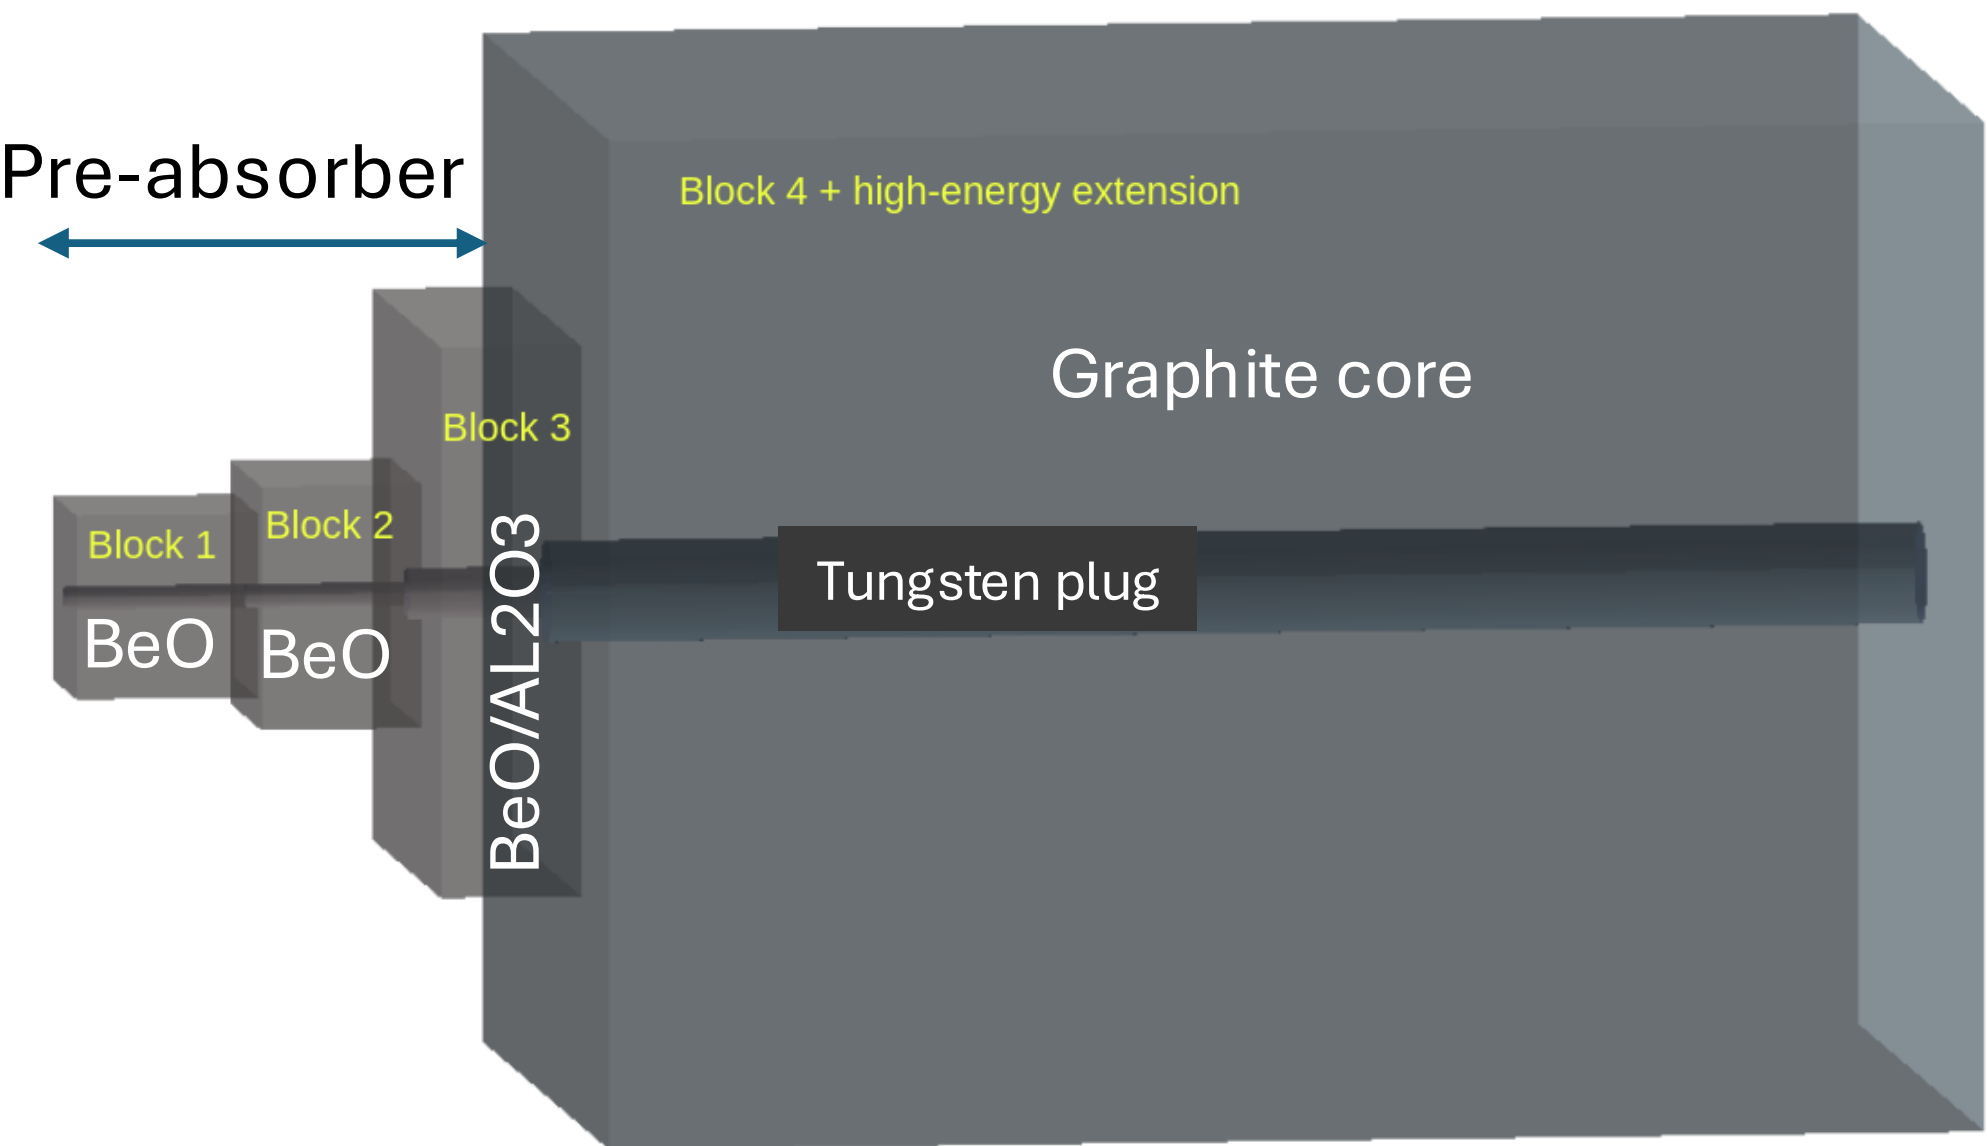 Pre-absorber
Block 4 + high-energy extension
Graphite core
Block 3
Block 2
Block 1
Tungsten plug
BeO
BeO
BeO/AL2O3